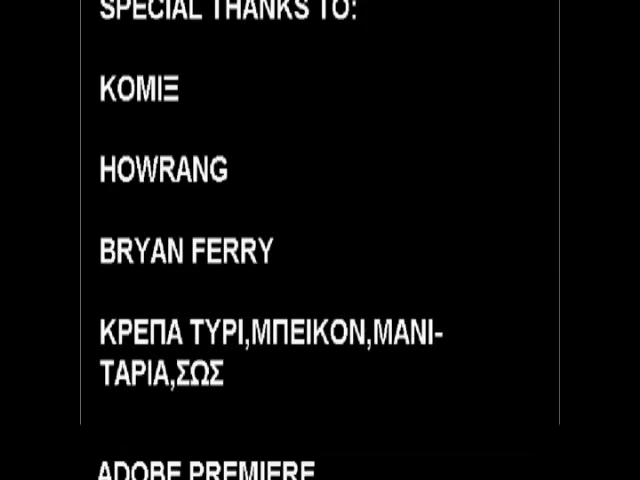 SPECIAL THANKS TO:
ΚΟΜΙΞ
HOWRANG
BRYAN FERRY
ΚΡΕΠΑ ΤΥΡΙ,ΜΠΕΙΚΟΝ,ΜΑΝΙ-
ΤΑΡΙΑ,ΣΩΣ
ADOBE PREMIERE